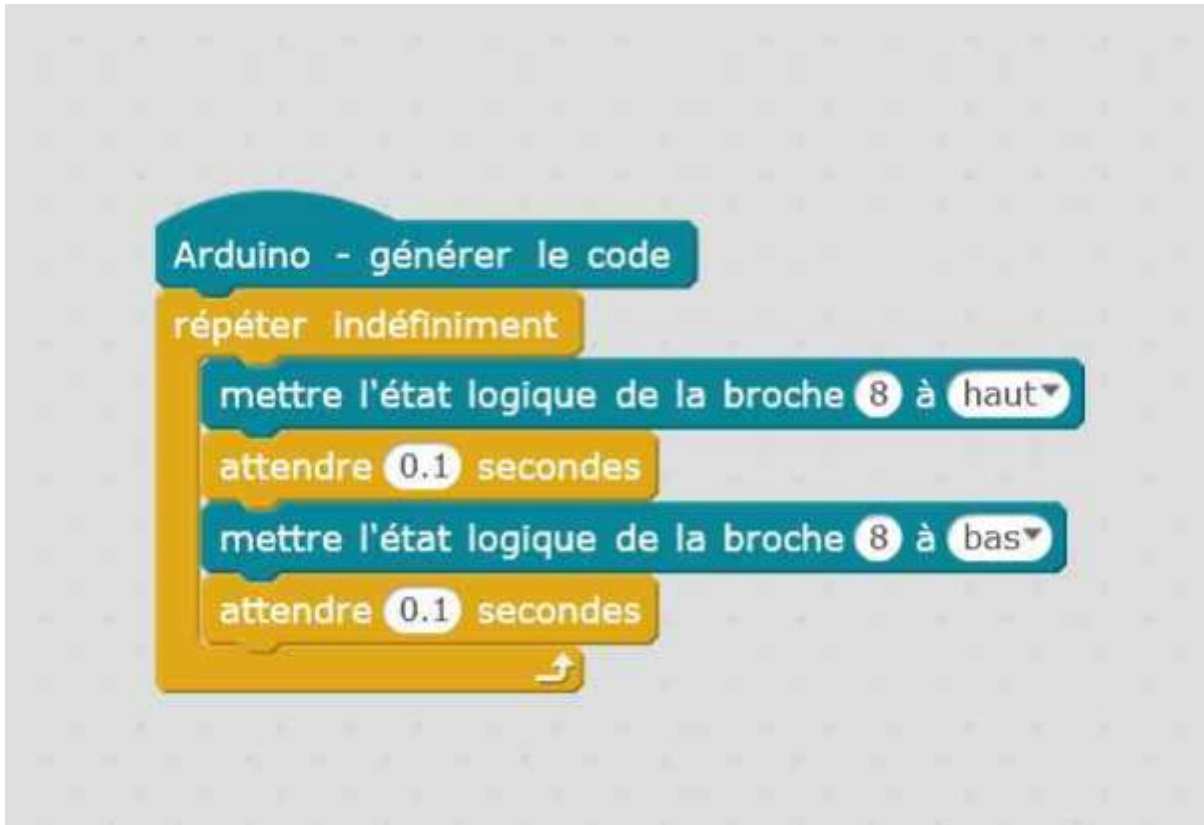 Arduino - générer le code
répéter indéfiniment
mettre l'état logique de la broche 8 à haut
attendre 0.1 secondes
mettre l'état logique de la broche 8 à bas
attendre 0.1 secondes